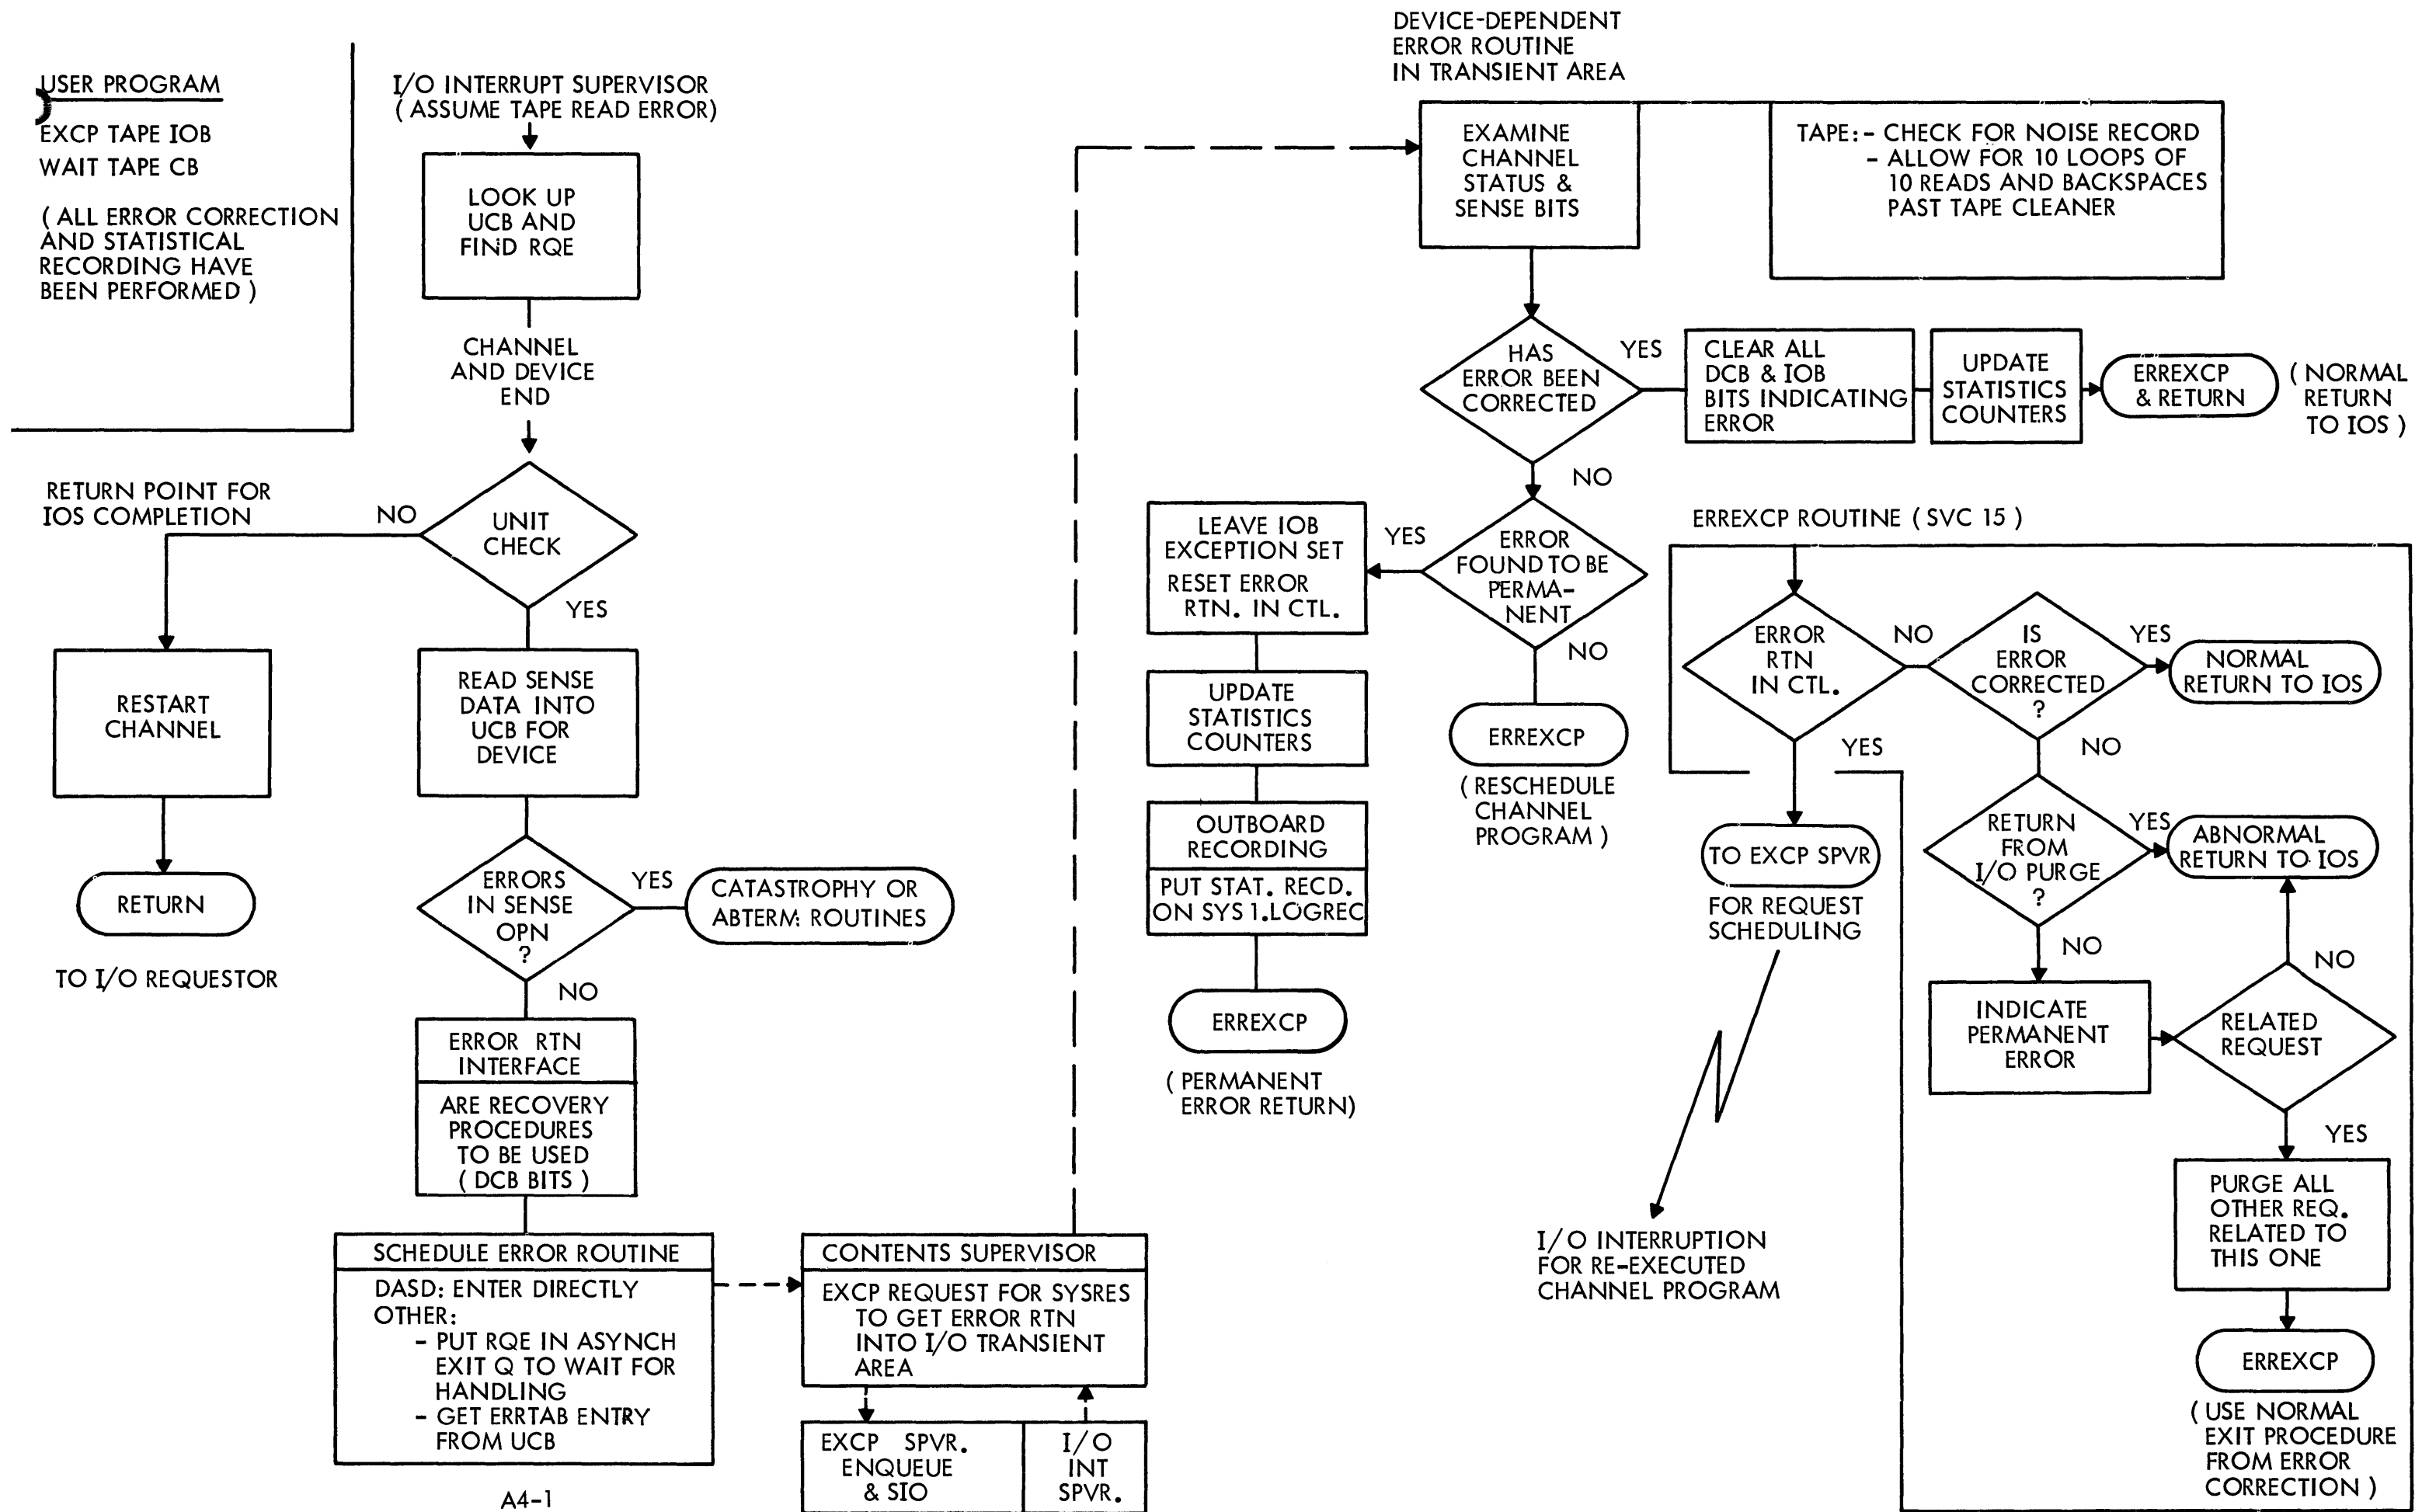 USER PROGRAM
EXCP TAPE IOB
WAIT TAPE CB
( ALL ERROR CORRECTION
AND STATISTICAL
RECORDING HAVE
BEEN PERFORMED )
I/O INTERRUPT SUPERVISOR
( ASSUME TAPE READ ERROR)
LOOK UP
UCB AND
FIND RQE
CHANNEL
AND DEVICE
END
UNIT
CHECK
NO
YES
RETURN POINT FOR
IOS COMPLETION
RESTART
CHANNEL
RETURN
TO I/O REQUESTOR
READ SENSE
DATA INTO
UCB FOR
DEVICE
ERRORS
IN SENSE
OPN
?
YES
CATASTROPHY OR
ABTERM: ROUTINES
NO
ERROR RTN
INTERFACE
ARE RECOVERY
PROCEDURES
TO BE USED
( DCB BITS )
SCHEDULE ERROR ROUTINE
DASD: ENTER DIRECTLY
OTHER:
- PUT RQE IN ASYNCH
EXIT Q TO WAIT FOR
HANDLING
- GET ERRTAB ENTRY
FROM UCB
A4-1
CONTENTS SUPERVISOR
EXCP REQUEST FOR SYSRES
TO GET ERROR RTN
INTO I/O TRANSIENT
AREA
EXCP SPVR.
ENQUEUE
& SIO
I/O
INT
SPVR.
DEVICE-DEPENDENT
ERROR ROUTINE
IN TRANSIENT AREA
EXAMINE
CHANNEL
STATUS &
SENSE BITS
TAPE: - CHECK FOR NOISE RECORD
- ALLOW FOR 10 LOOPS OF
10 READS AND BACKSPACES
PAST TAPE CLEANER
HAS
ERROR BEEN
CORRECTED
YES
CLEAR ALL
DCB & IOB
BITS INDICATING
ERROR
UPDATE
STATISTICS
COUNTERS
ERREXCP
& RETURN
( NORMAL
RETURN
TO IOS )
NO
ERROR
FOUND TO BE
PERMA-
NENT
YES
LEAVE IOB
EXCEPTION SET
RESET ERROR
RTN. IN CTL.
UPDATE
STATISTICS
COUNTERS
OUTBOARD
RECORDING
PUT STAT. RECD.
ON SYS 1.LOGREC
ERREXCP
( PERMANENT
ERROR RETURN)
NO
ERREXCP
( RESCHEDULE
CHANNEL
PROGRAM )
ERREXCP ROUTINE ( SVC 15 )
ERROR
RTN
IN CTL.
NO
YES
TO EXCP SPVR
FOR REQUEST
SCHEDULING
I/O INTERRUPTION
FOR RE-EXECUTED
CHANNEL PROGRAM
IS
ERROR
CORRECTED
?
YES
NORMAL
RETURN TO IOS
NO
RETURN
FROM
I/O PURGE
?
YES
ABNORMAL
RETURN TO IOS
NO
INDICATE
PERMANENT
ERROR
RELATED
REQUEST
NO
YES
PURGE ALL
OTHER REQ.
RELATED TO
THIS ONE
ERREXCP
( USE NORMAL
EXIT PROCEDURE
FROM ERROR
CORRECTION )